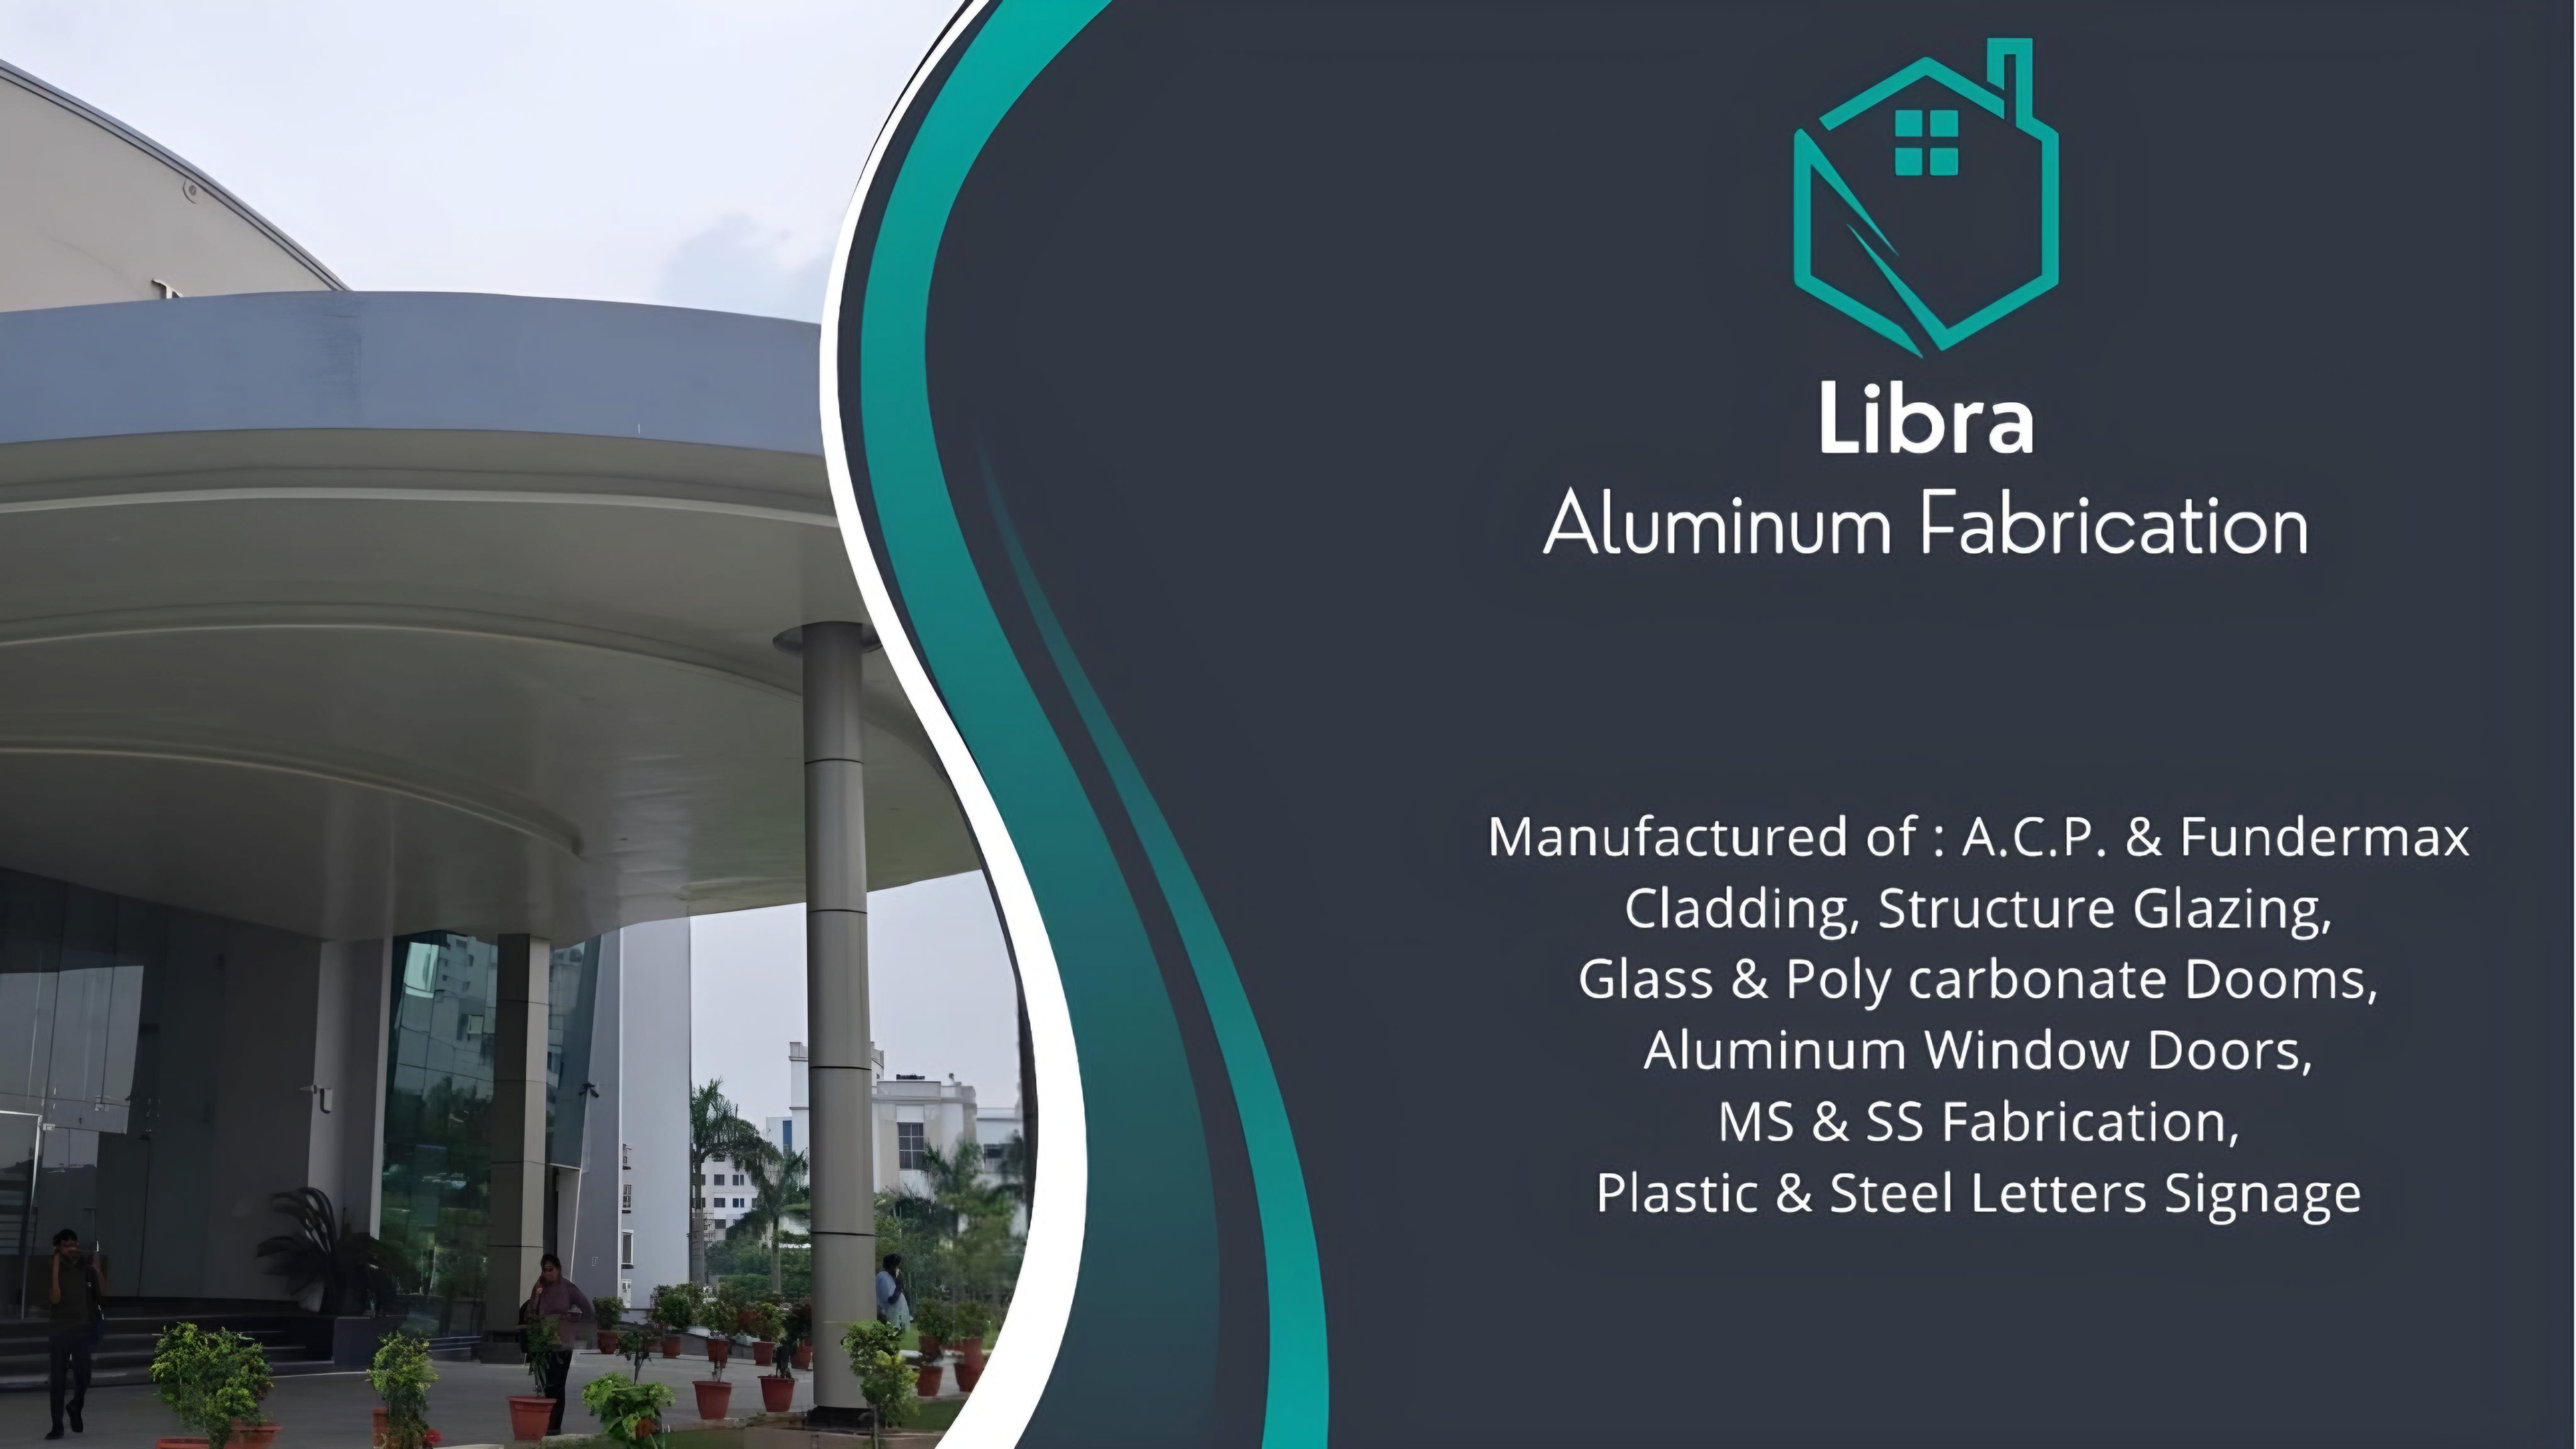 Libra
Aluminum Fabrication
Manufactured of : A.C.P. & Fundermax
Cladding, Structure Glazing,
Glass & Poly carbonate Dooms,
Aluminum Window Doors,
MS & SS Fabrication,
Plastic & Steel Letters Signage